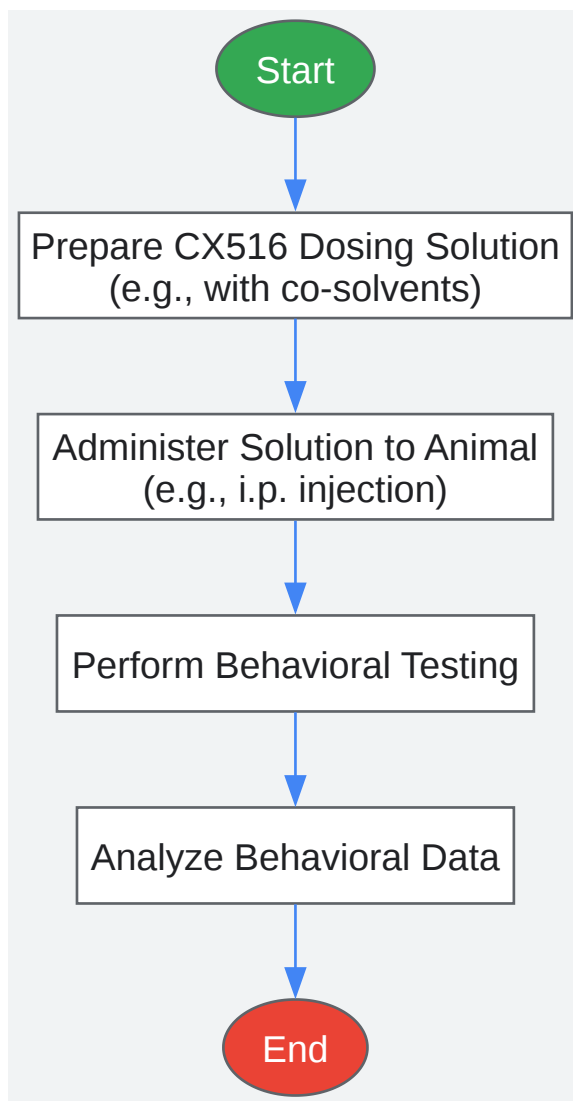 Start
Prepare CX516 Dosing Solution
(e.g., with co-solvents)
Administer Solution to Animal
(e.g., i.p. injection)
Perform Behavioral Testing
Analyze Behavioral Data
End